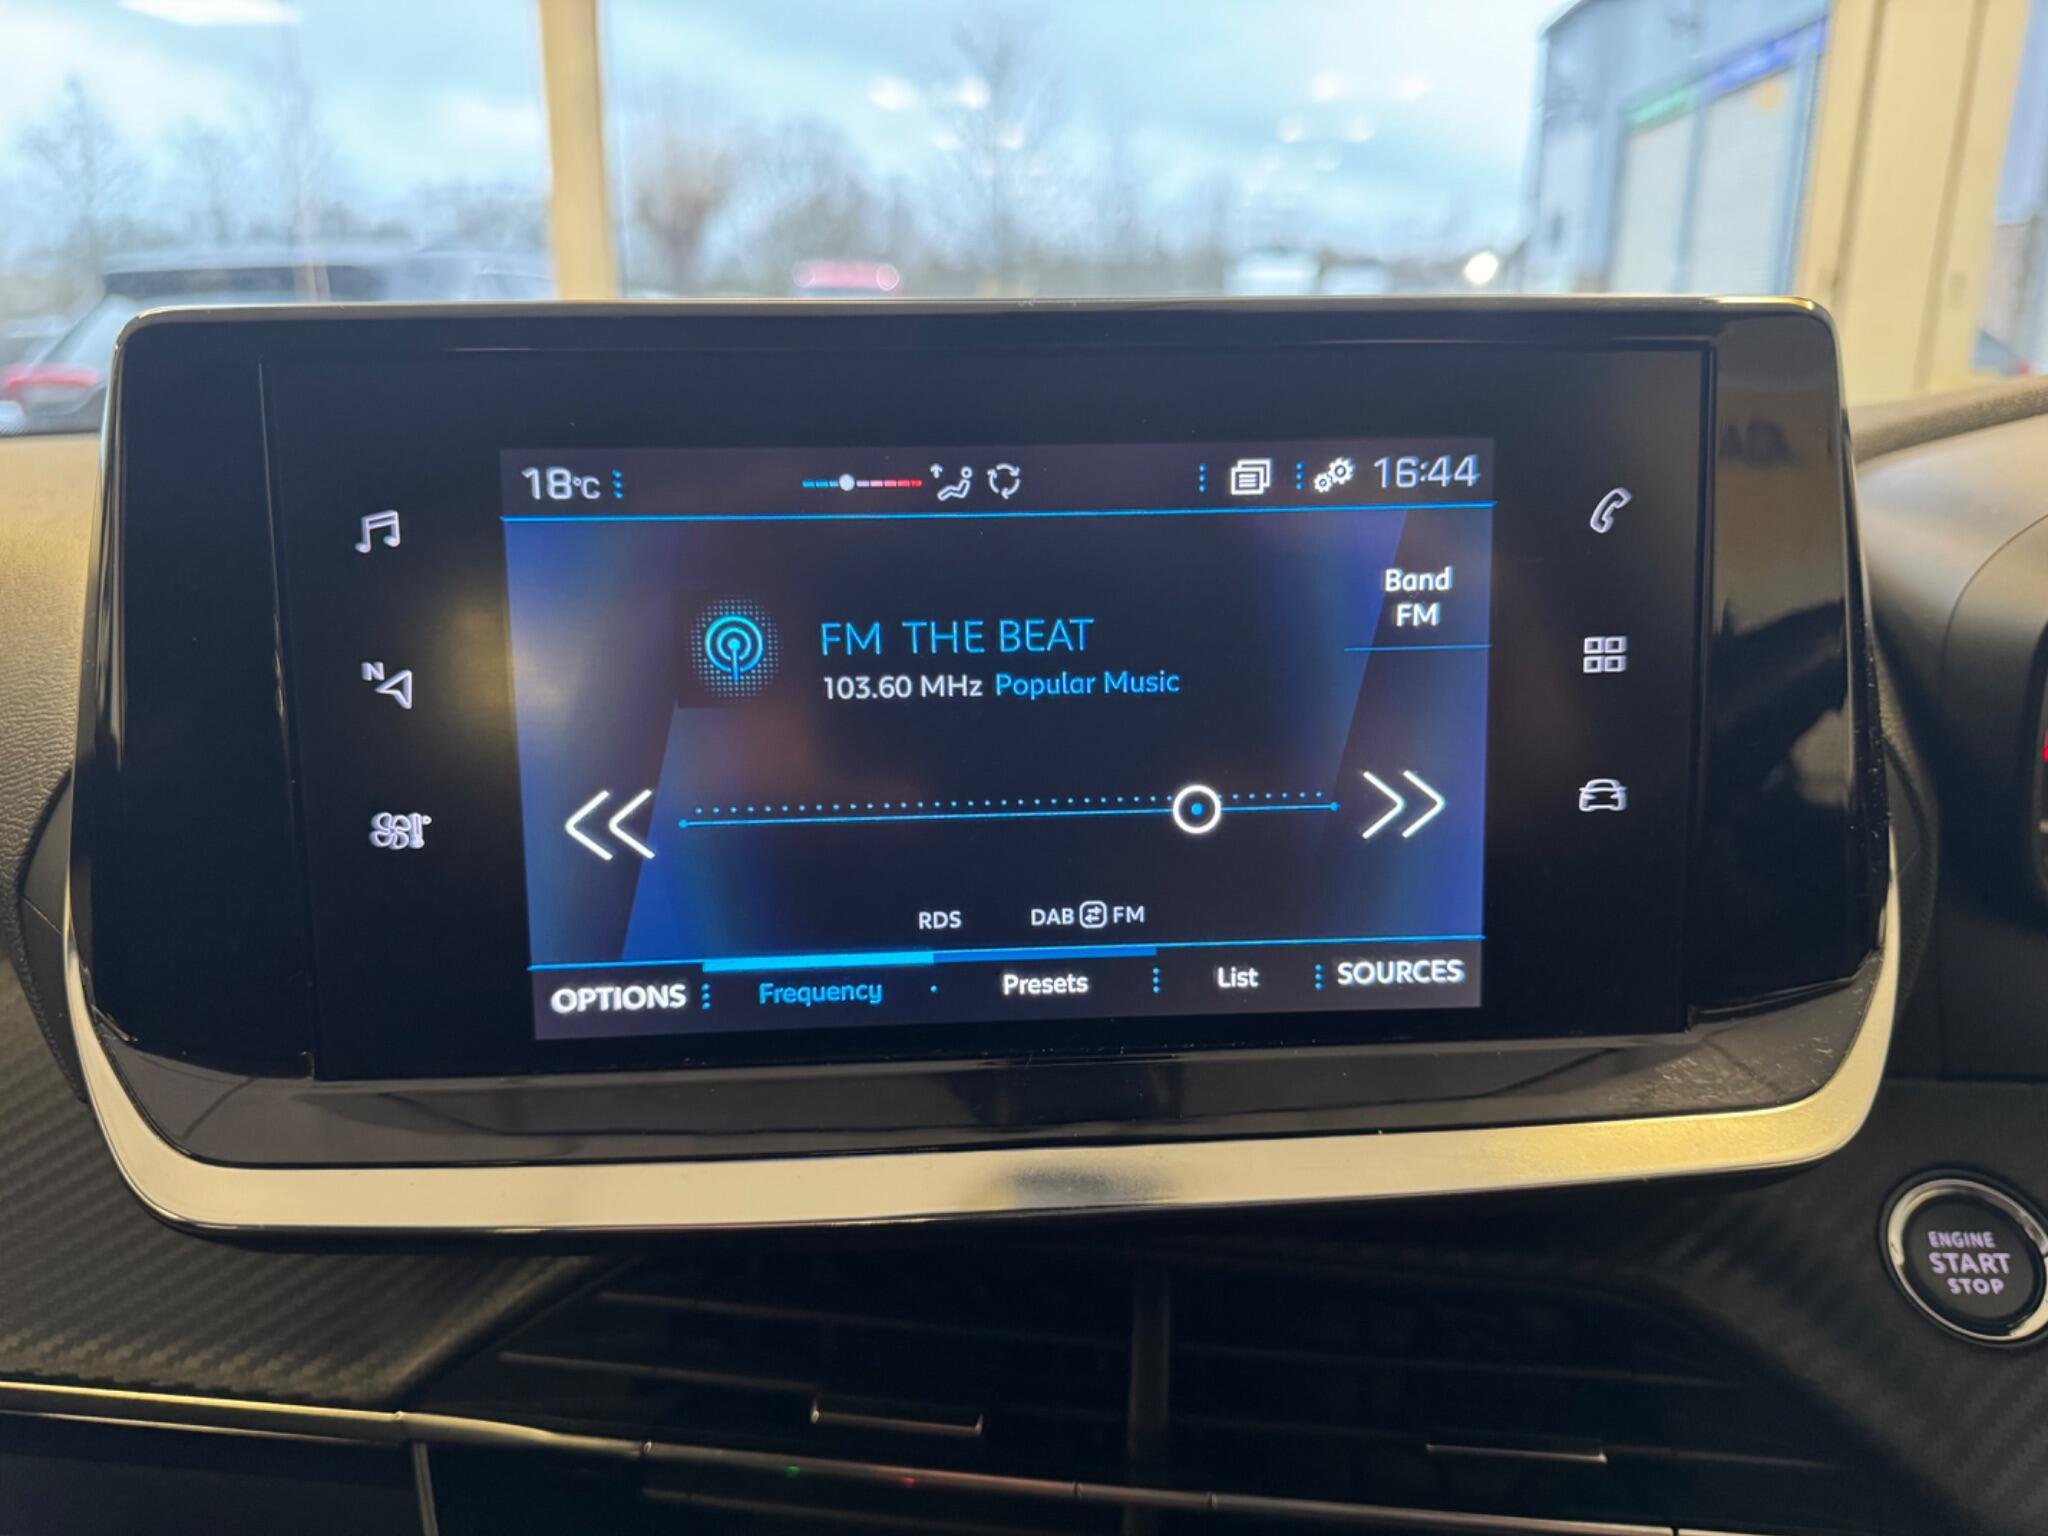 18°C 16:44
Band
FM
FM THE BEAT
103.60 MHz Popular Music
N
RDS DAB FM
OPTIONS Frequency Presets List SOURCES
ENGINE
START
STOP